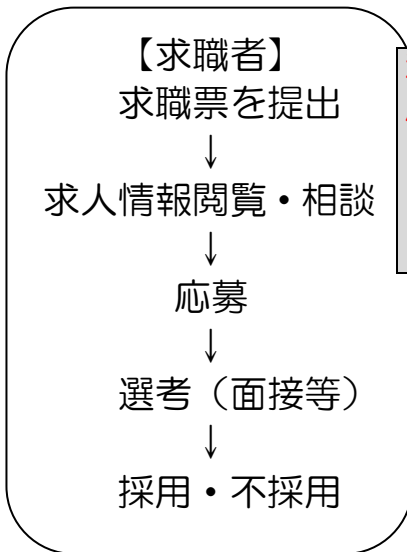 【求職者】
求職票を提出
↓
求人情報閲覧・相談
↓
応募
↓
選考（面接等）
↓
採用・不採用